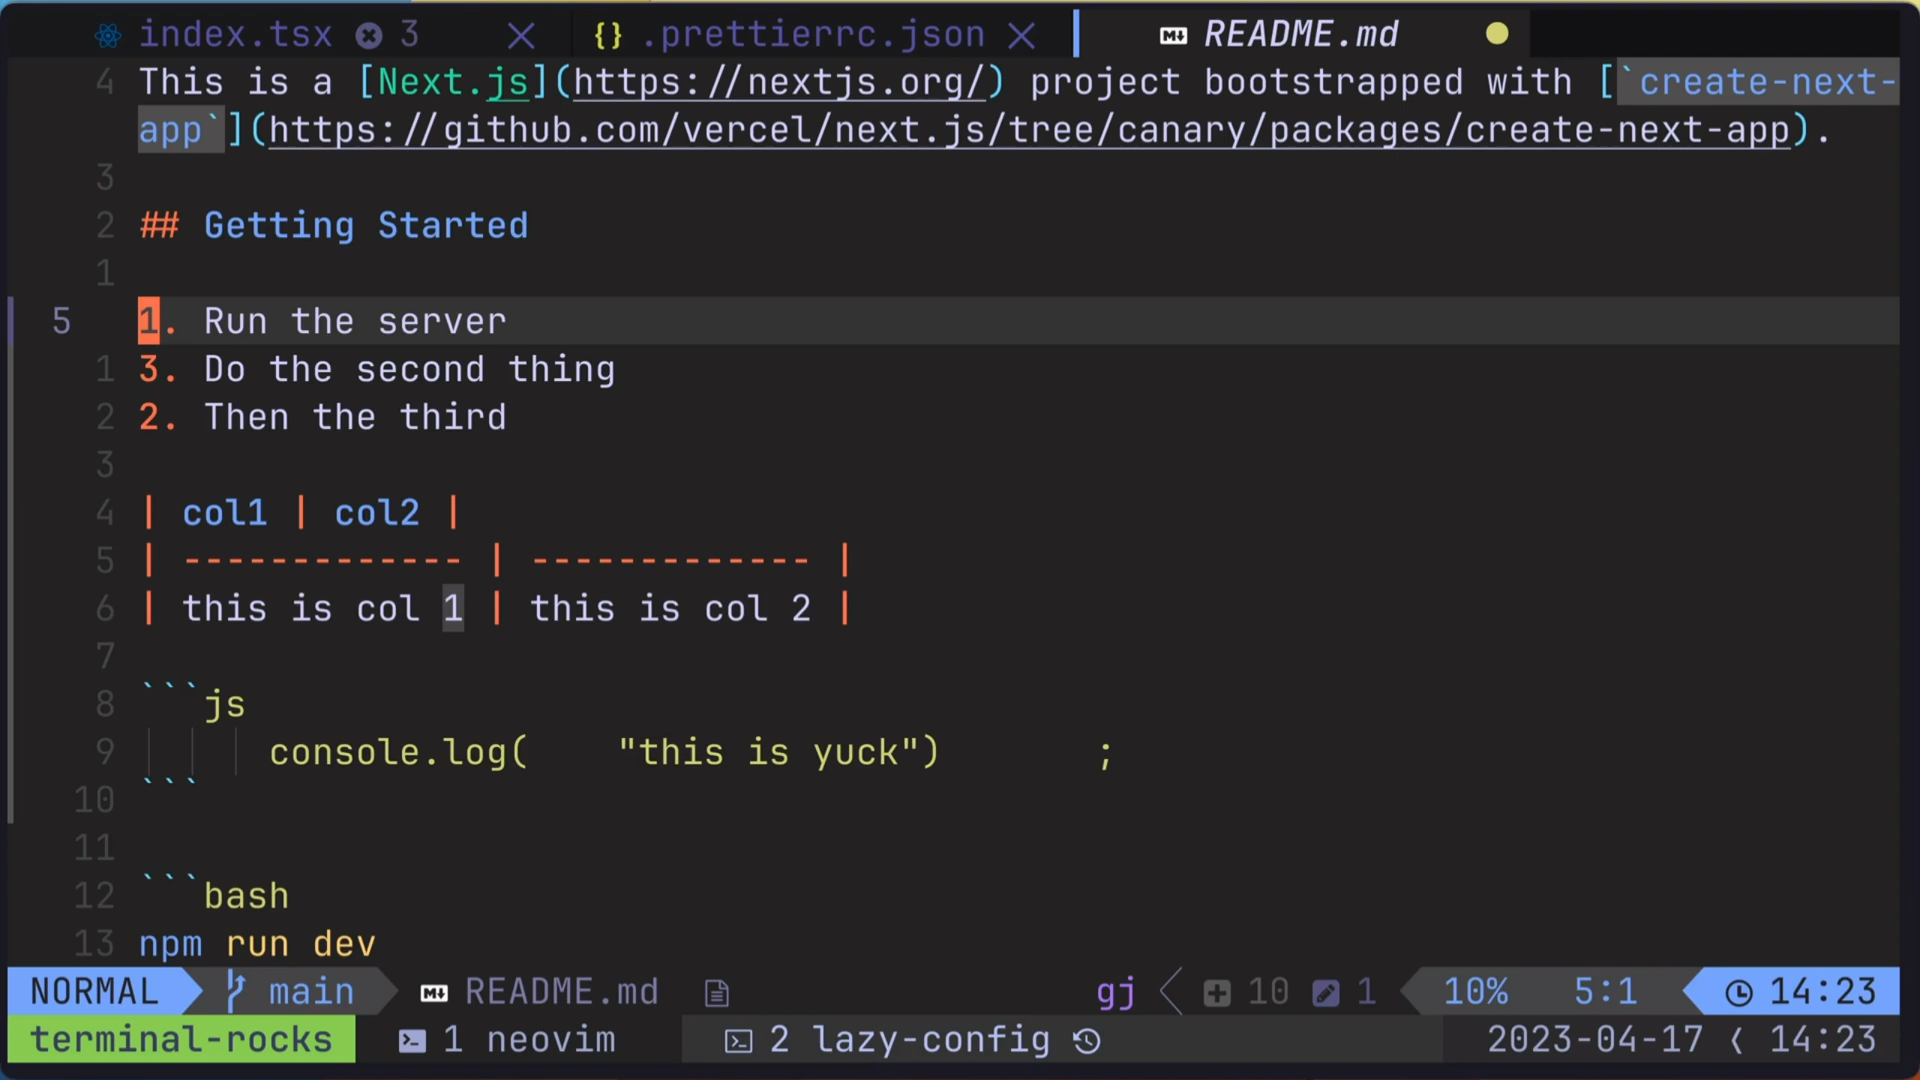 index.tsx 3 {} .prettierrc.json README.md
4 This is a [Next.js](https://nextjs.org/) project bootstrapped with [`create-next-
app`](https://github.com/vercel/next.js/tree/canary/packages/create-next-app).
3
2 ## Getting Started
1
5 1. Run the server
1 3. Do the second thing
2 2. Then the third
3
4 | col1 | col2 |
5 | ------------- | ------------- |
6 | this is col 1 | this is col 2 |
7
8 ```js
9 console.log(    "this is yuck")       ;
10 ```
11
12 ```bash
13 npm run dev
NORMAL main README.md gj 10 1 10% 5:1 14:23
terminal-rocks 1 neovim 2 lazy-config 2023-04-17 14:23